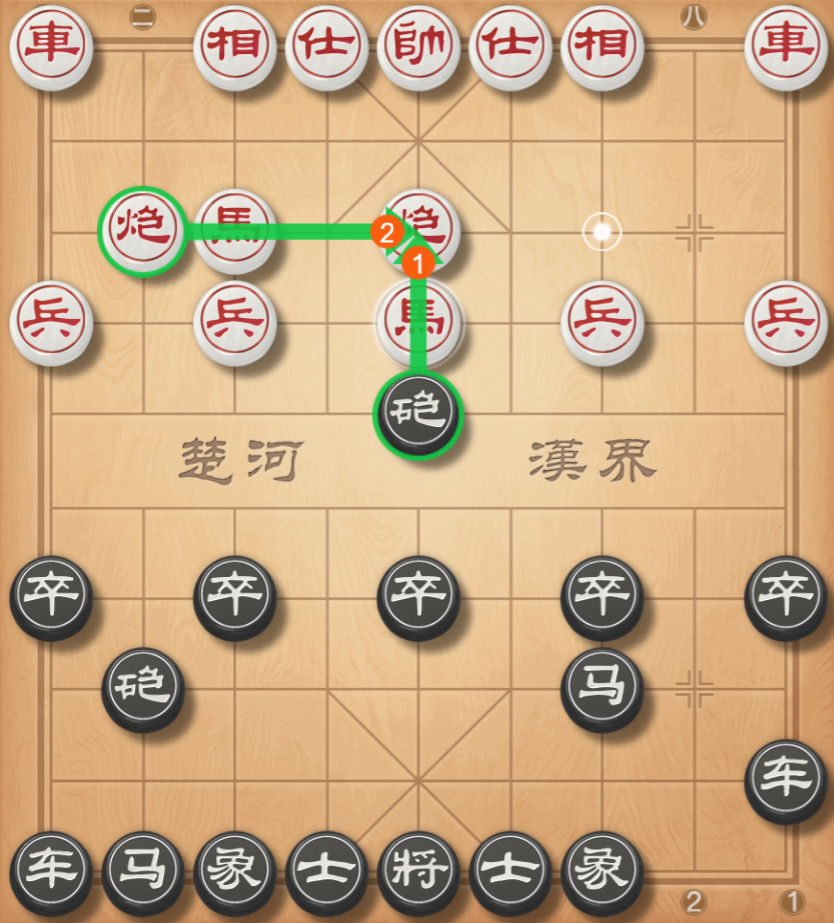 二 八
車 相 仕 帥 仕 相 車
炮 馬 2 炮
1
兵 兵 馬 兵 兵
砲
楚河 漢界
卒 卒 卒 卒 卒
砲 马
车
车 马 象 士 将 士 象
2 1